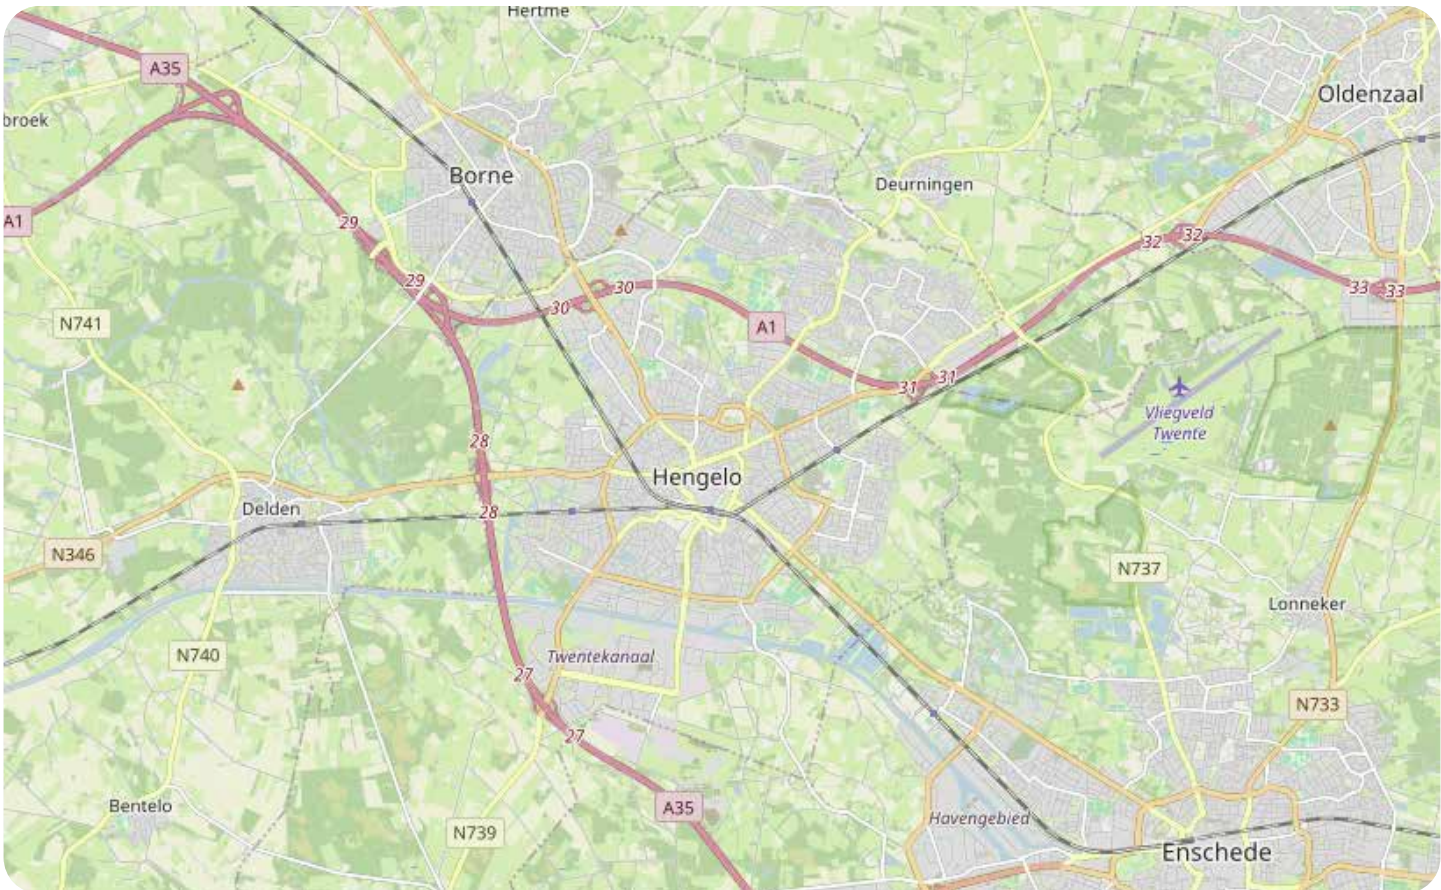 Hertme
A35
Oldenzaal
broek
Borne
Deurningen
A1
29
32
32
29
30
30
33
33
N741
A1
31
31
Vliegveld
Twente
28
Hengelo
Delden
28
N346
N737
Lonneker
N740
Twentekanaal
27
N733
27
Bentelo
A35
N739
Havengebied
Enschede